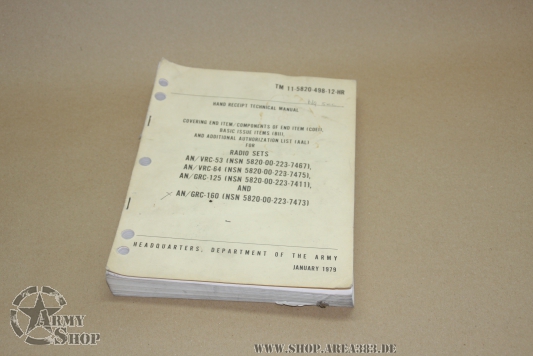 TM 11-5820-498-12-HR
HAND RECEIPT TECHNICAL MANUAL
COVERING END ITEM/COMPONENTS OF END ITEM (COEI),
BASIC ISSUE ITEMS (BII),
AND ADDITIONAL AUTHORIZATION LIST (AAL)
FOR
RADIO SETS
AN/VRC-53 (NSN 5820-00-223-7467),
AN/VRC-64 (NSN 5820-00-223-7475),
AN/GRC-125 (NSN 5820-00-223-7411),
AND
AN/GRC-160 (NSN 5820-00-223-7473)
HEADQUARTERS, DEPARTMENT OF THE ARMY
JANUARY 1979
ARMY
SHOP
WWW.SHOP.AREA383.DE